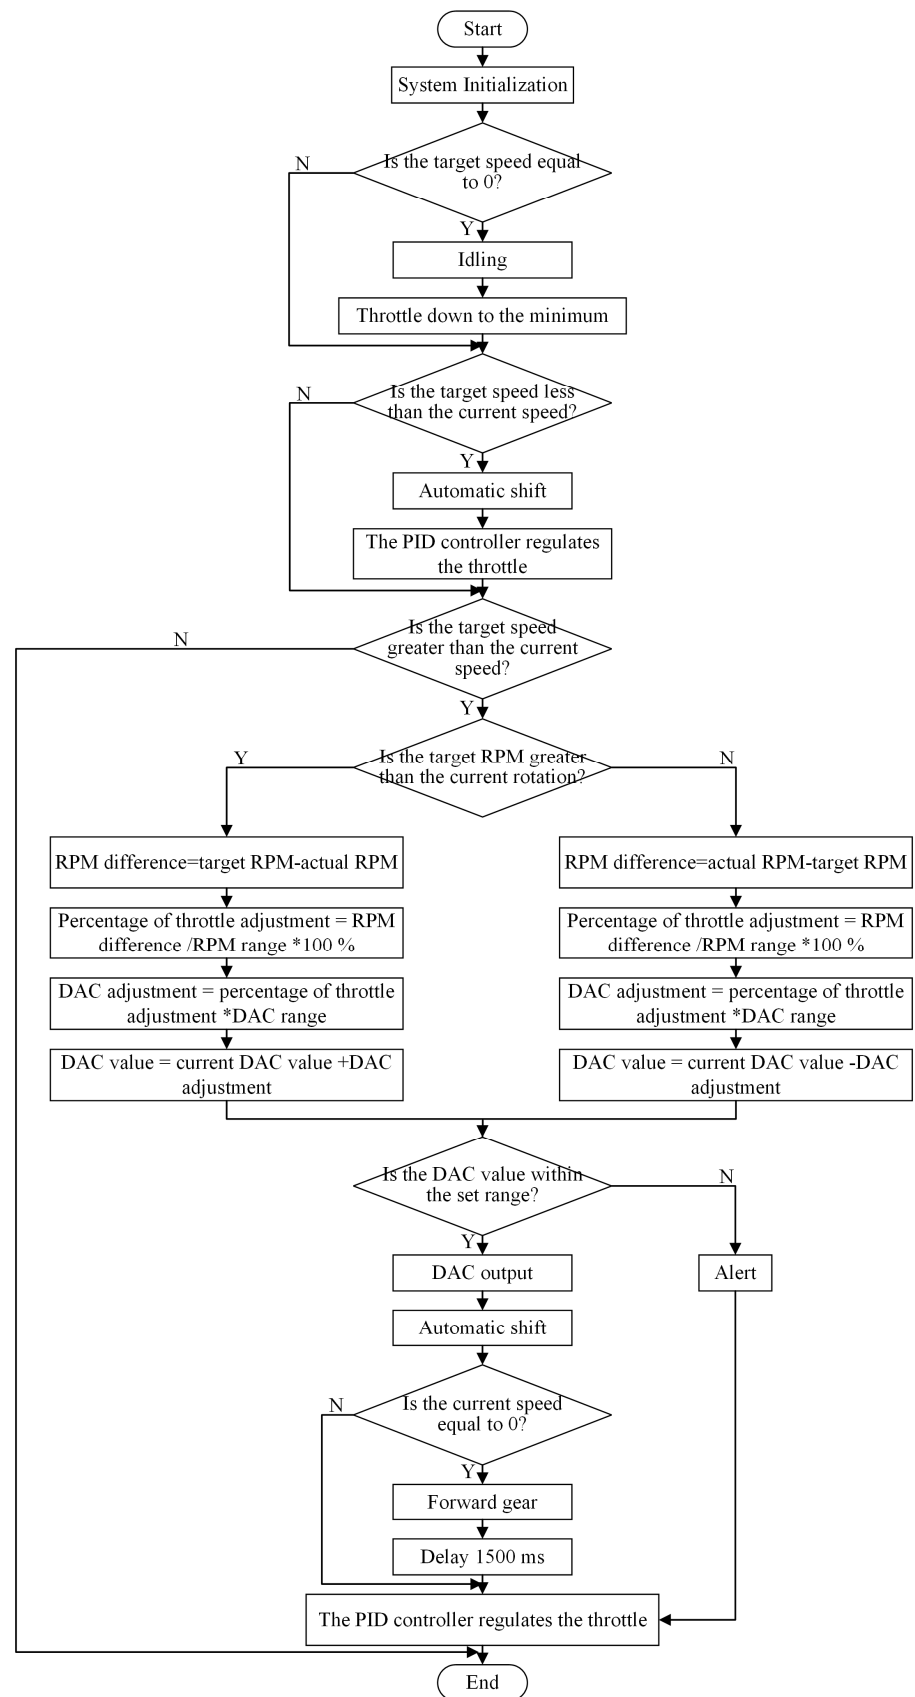 Start
System Initialization
Is the target speed equal
to 0?
N
Y
Idling
Throttle down to the minimum
N
Is the target speed less
than the current speed?
Y
Automatic shift
The PID controller regulates
the throttle
N
Is the target speed
greater than the current
speed?
Y
Y
Is the target RPM greater
than the current rotation?
N
RPM difference=target RPM-actual RPM
RPM difference=actual RPM-target RPM
Percentage of throttle adjustment = RPM
difference /RPM range *100 %
Percentage of throttle adjustment = RPM
difference /RPM range *100 %
DAC adjustment = percentage of throttle
adjustment *DAC range
DAC adjustment = percentage of throttle
adjustment *DAC range
DAC value = current DAC value +DAC
adjustment
DAC value = current DAC value -DAC
adjustment
Is the DAC value within
the set range?
N
Y
DAC output
Alert
Automatic shift
N
Is the current speed
equal to 0?
Y
Forward gear
Delay 1500 ms
The PID controller regulates the throttle
End